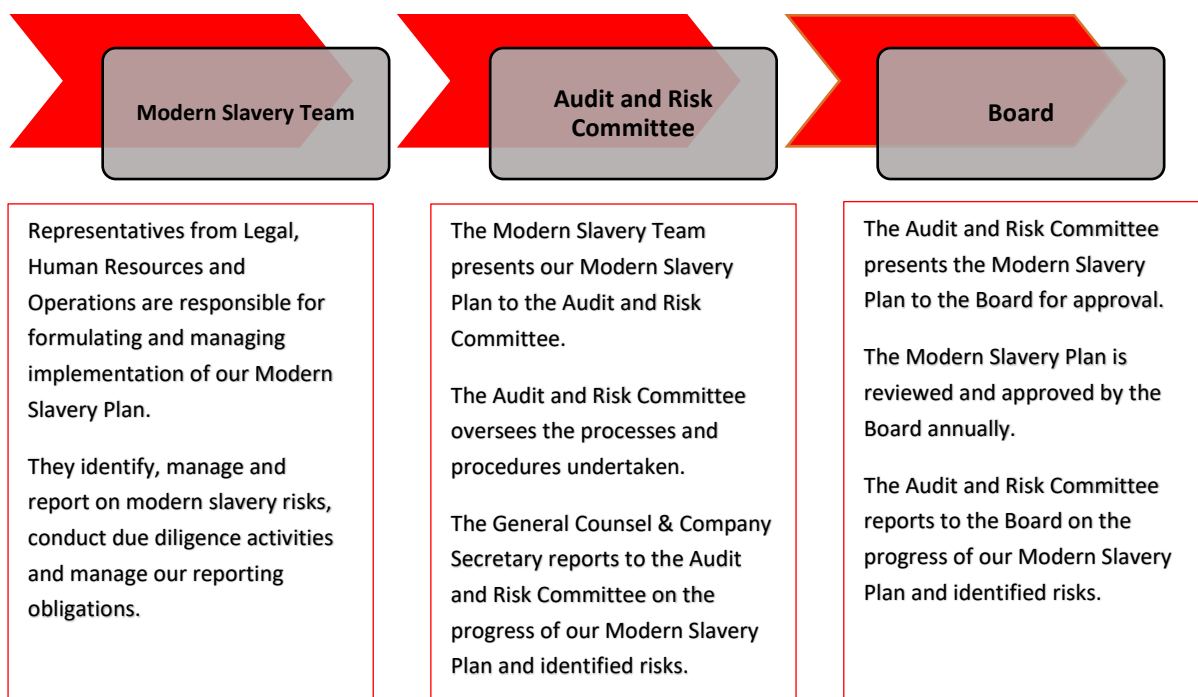 Modern Slavery Team
Audit and Risk
Committee
Board
Representatives from Legal,
Human Resources and
Operations are responsible for
formulating and managing
implementation of our Modern
Slavery Plan.
They identify, manage and
report on modern slavery risks,
conduct due diligence activities
and manage our reporting
obligations.
The Modern Slavery Team
presents our Modern Slavery
Plan to the Audit and Risk
Committee.
The Audit and Risk Committee
oversees the processes and
procedures undertaken.
The General Counsel & Company
Secretary reports to the Audit
and Risk Committee on the
progress of our Modern Slavery
Plan and identified risks.
The Audit and Risk Committee
presents the Modern Slavery
Plan to the Board for approval.
The Modern Slavery Plan is
reviewed and approved by the
Board annually.
The Audit and Risk Committee
reports to the Board on the
progress of our Modern Slavery
Plan and identified risks.